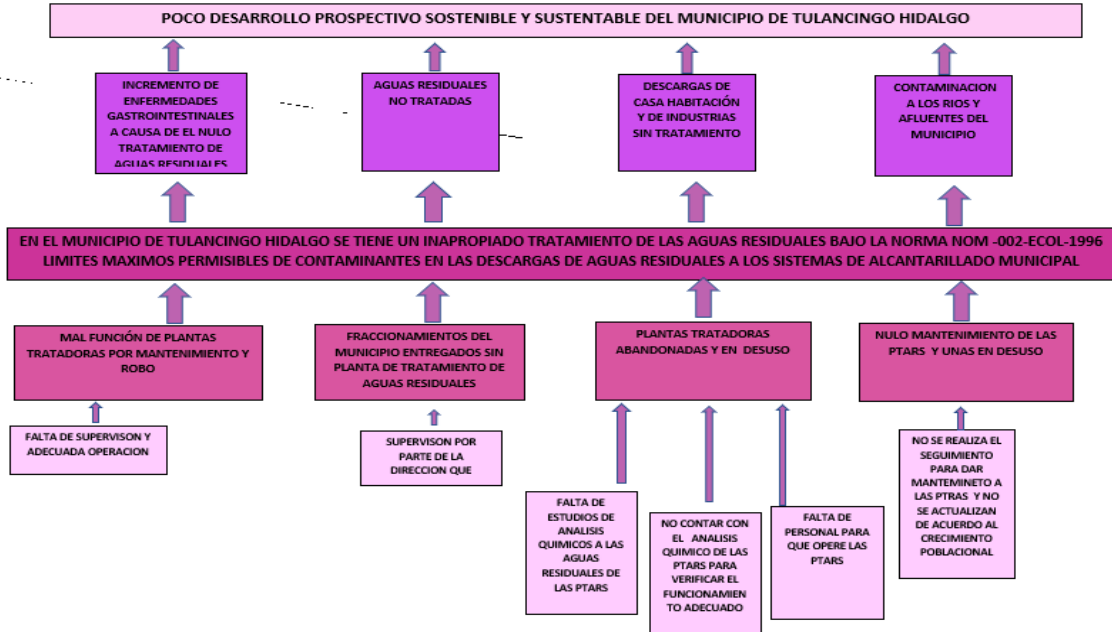 POCO DESARROLLO PROSPECTIVO SOSTENIBLE Y SUSTENTABLE DEL MUNICIPIO DE TULANCINGO HIDALGO
INCREMENTO DE
ENFERMEDADES
GASTROINTESTINALES
A CAUSA DE EL NULO
TRATAMIENTO DE
AGUAS RESIDUALES
AGUAS RESIDUALES
NO TRATADAS
DESCARGAS DE
CASA HABITACIÓN
Y DE INDUSTRIAS
SIN TRATAMIENTO
CONTAMINACION
A LOS RIOS Y
AFLUENTES DEL
MUNICIPIO
EN EL MUNICIPIO DE TULANCINGO HIDALGO SE TIENE UN INAPROPIADO TRATAMIENTO DE LAS AGUAS RESIDUALES BAJO LA NORMA NOM -002-ECOL-1996
LIMITES MAXIMOS PERMISIBLES DE CONTAMINANTES EN LAS DESCARGAS DE AGUAS RESIDUALES A LOS SISTEMAS DE ALCANTARILLADO MUNICIPAL
MAL FUNCIÓN DE PLANTAS
TRATADORAS POR MANTENIMIENTO Y
ROBO
FRACCIONAMIENTOS DEL
MUNICIPIO ENTREGADOS SIN
PLANTA DE TRATAMIENTO DE
AGUAS RESIDUALES
PLANTAS TRATADORAS
ABANDONADAS Y EN DESUSO
NULO MANTENIMIENTO DE LAS
PTARS Y UNAS EN DESUSO
FALTA DE SUPERVISON Y
ADECUADA OPERACION
SUPERVISON POR
PARTE DE LA
DIRECCION QUE
FALTA DE
ESTUDIOS DE
ANALISIS
QUIMICOS A LAS
AGUAS
RESIDUALES DE
LAS PTARS
NO CONTAR CON
EL ANALISIS
QUIMICO DE LAS
PTARS PARA
VERIFICAR EL
FUNCIONAMIEN
TO ADECUADO
FALTA DE
PERSONAL PARA
QUE OPERE LAS
PTARS
NO SE REALIZA EL
SEGUIMIENTO
PARA DAR
MANTEMINETO A
LAS PTRAS Y NO
SE ACTUALIZAN
DE ACUERDO AL
CRECIMIENTO
POBLACIONAL